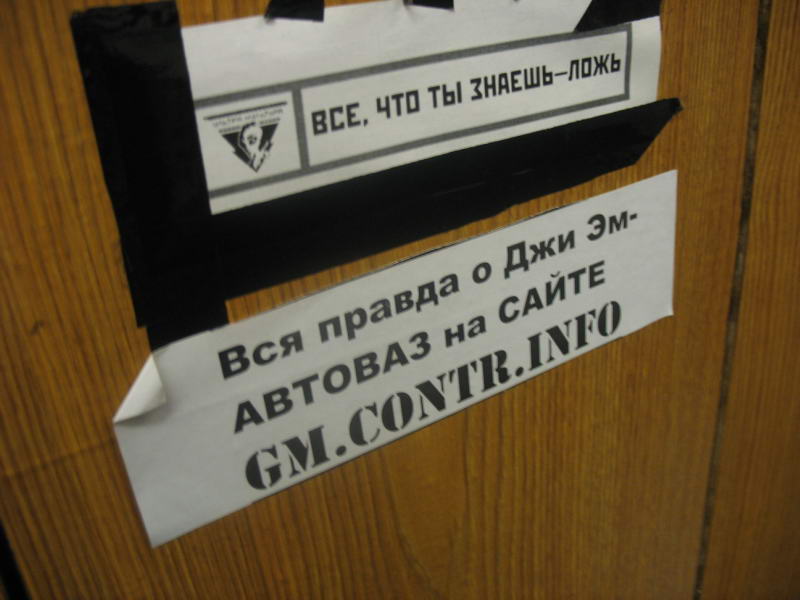 ВСЕ, ЧТО ТЫ ЗНАЕШЬ—ЛОЖЬ
Вся правда о Джи Эм-
АВТОВАЗ на САЙТЕ
GM.CONTR.INFO